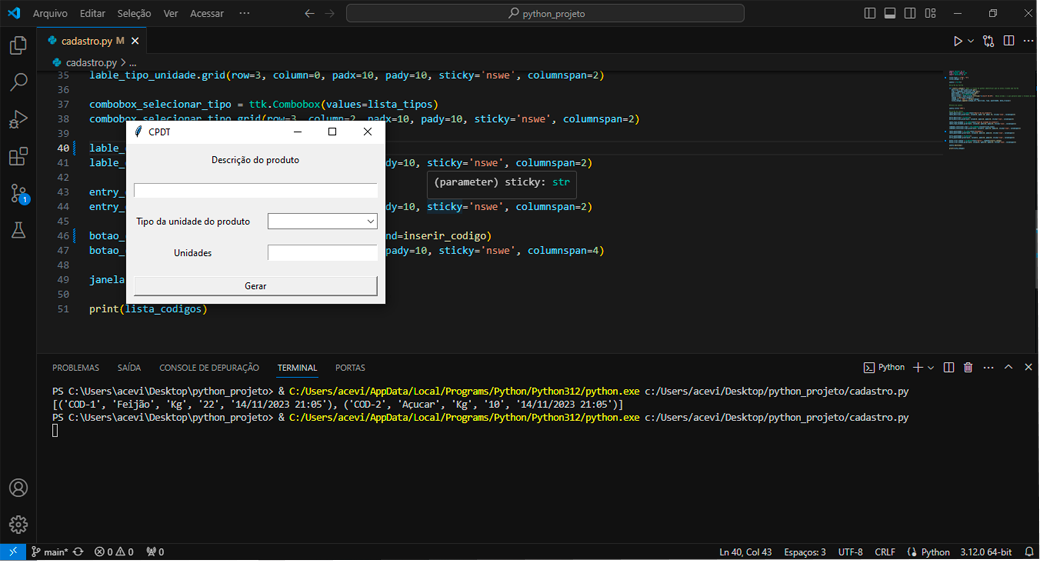 Arquivo Editar Seleção Ver Acessar ··· python_projeto
cadastro.py M
cadastro.py > ...
35 lable_tipo_unidade.grid(row=3, column=0, padx=10, pady=10, sticky='nswe', columnspan=2)
36
37 combobox_selecionar_tipo = ttk.Combobox(values=lista_tipos)
38 combobox_selecionar_tipo.grid(row=3, column=2, padx=10, pady=10, sticky='nswe', columnspan=2)
39
40 lable_
41 lable_ dy=10, sticky='nswe', columnspan=2)
42
43 entry_
44 entry_ dy=10, sticky='nswe', columnspan=2)
45
46 botao_ nd=inserir_codigo)
47 botao_ pady=10, sticky='nswe', columnspan=4)
48
49 janela
50
51 print(lista_codigos)
(parameter) sticky: str
CPDT
Descrição do produto
Tipo da unidade do produto
Unidades
Gerar
PROBLEMAS SAÍDA CONSOLE DE DEPURAÇÃO TERMINAL PORTAS Python
PS C:\Users\acevi\Desktop\python_projeto> & C:/Users/acevi/AppData/Local/Programs/Python/Python312/python.exe c:/Users/acevi/Desktop/python_projeto/cadastro.py
[('COD-1', 'Feijão', 'Kg', '22', '14/11/2023 21:05'), ('COD-2', 'Açucar', 'Kg', '10', '14/11/2023 21:05')]
PS C:\Users\acevi\Desktop\python_projeto> & C:/Users/acevi/AppData/Local/Programs/Python/Python312/python.exe c:/Users/acevi/Desktop/python_projeto/cadastro.py
1
main* 0 0 0 Ln 40, Col 43 Espaços: 3 UTF-8 CRLF Python 3.12.0 64-bit